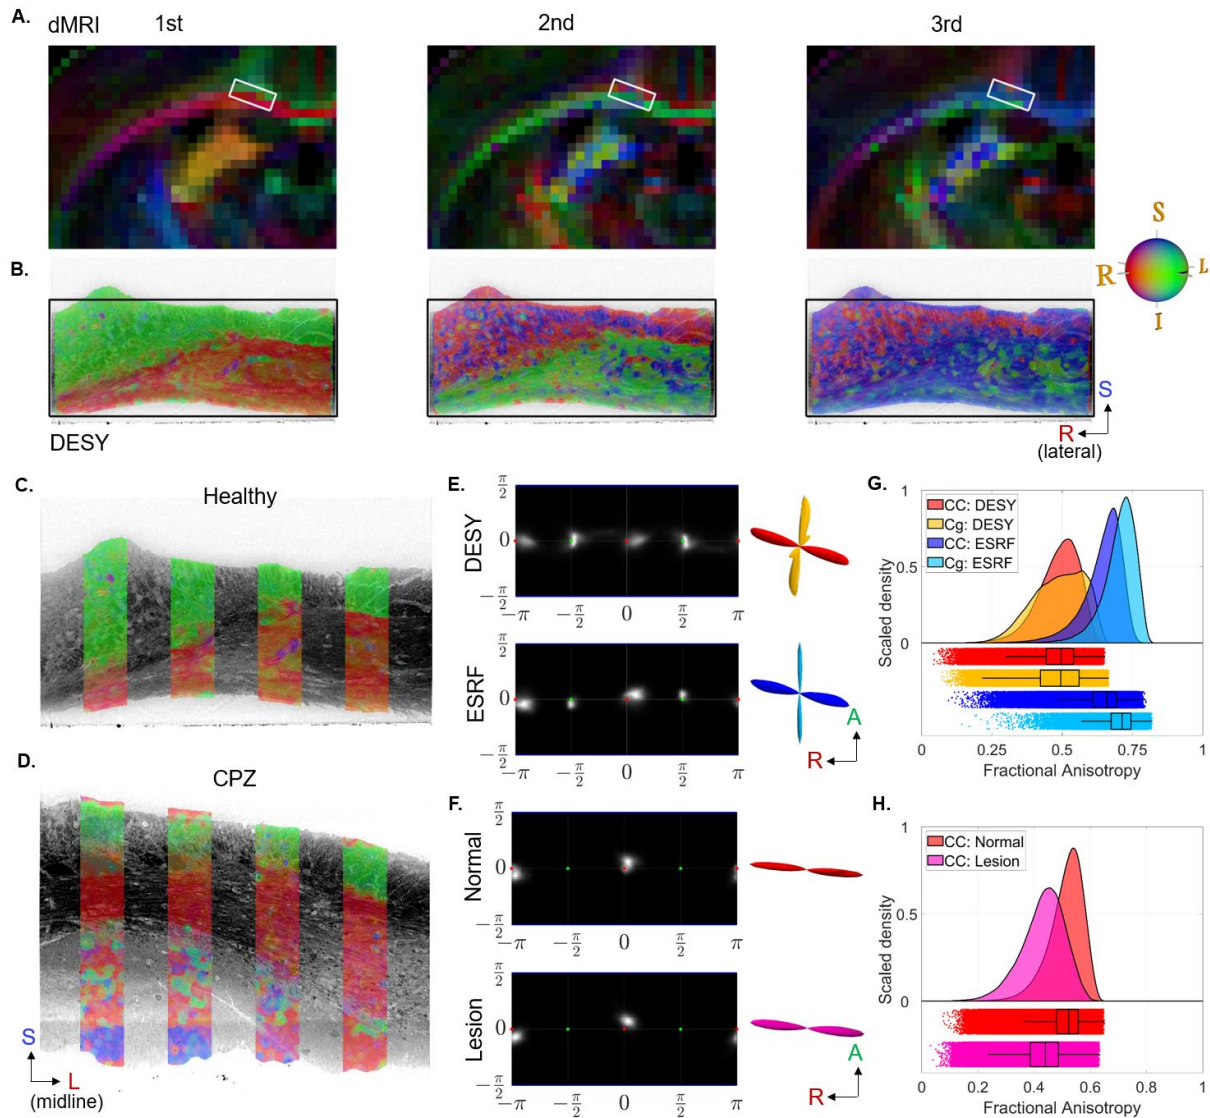 A.
dMRI 1st 2nd 3rd
S
R L
I
B.
S
R
(lateral)
DESY
C.
Healthy
D.
CPZ
S
L
(midline)
E.
DESY
π/2
0
−π/2
−π −π/2 0 π/2 π
ESRF
π/2
0
−π/2
−π −π/2 0 π/2 π
A
R
F.
Normal
π/2
0
−π/2
−π −π/2 0 π/2 π
Lesion
π/2
0
−π/2
−π −π/2 0 π/2 π
A
R
G.
CC: DESY
Cg: DESY
CC: ESRF
Cg: ESRF
Scaled density
1
0.5
0
0 0.25 0.5 0.75 1
Fractional Anisotropy
H.
CC: Normal
CC: Lesion
Scaled density
1
0.5
0
0 0.2 0.4 0.6 0.8 1
Fractional Anisotropy